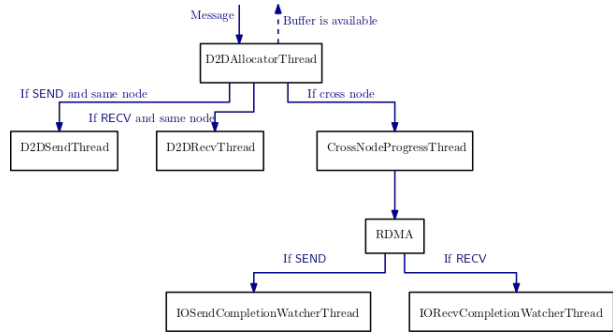 Message
Buffer is available
D2DAllocatorThread
If SEND and same node
If cross node
If RECV and same node
D2DSendThread
D2DRecvThread
CrossNodeProgressThread
RDMA
If SEND
If RECV
IOSendCompletionWatcherThread
IORecvCompletionWatcherThread